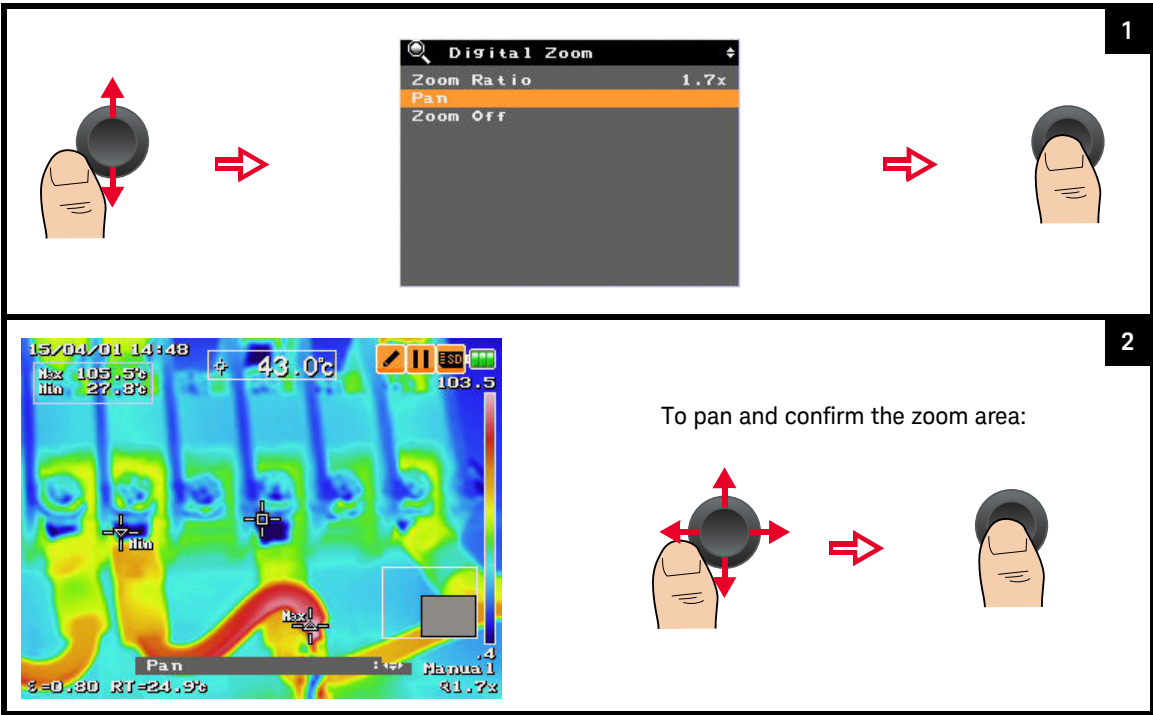 1
Digital Zoom
Zoom Ratio 1.7x
Pan
Zoom Off
2
15/04/01 14:48
Max 105.5℃
Min 27.8℃
43.0℃
SD
103.5
To pan and confirm the zoom area:
Min
Max
.4
Pan :
Manual
ε=0.80 RT=24.9℃
1.7x